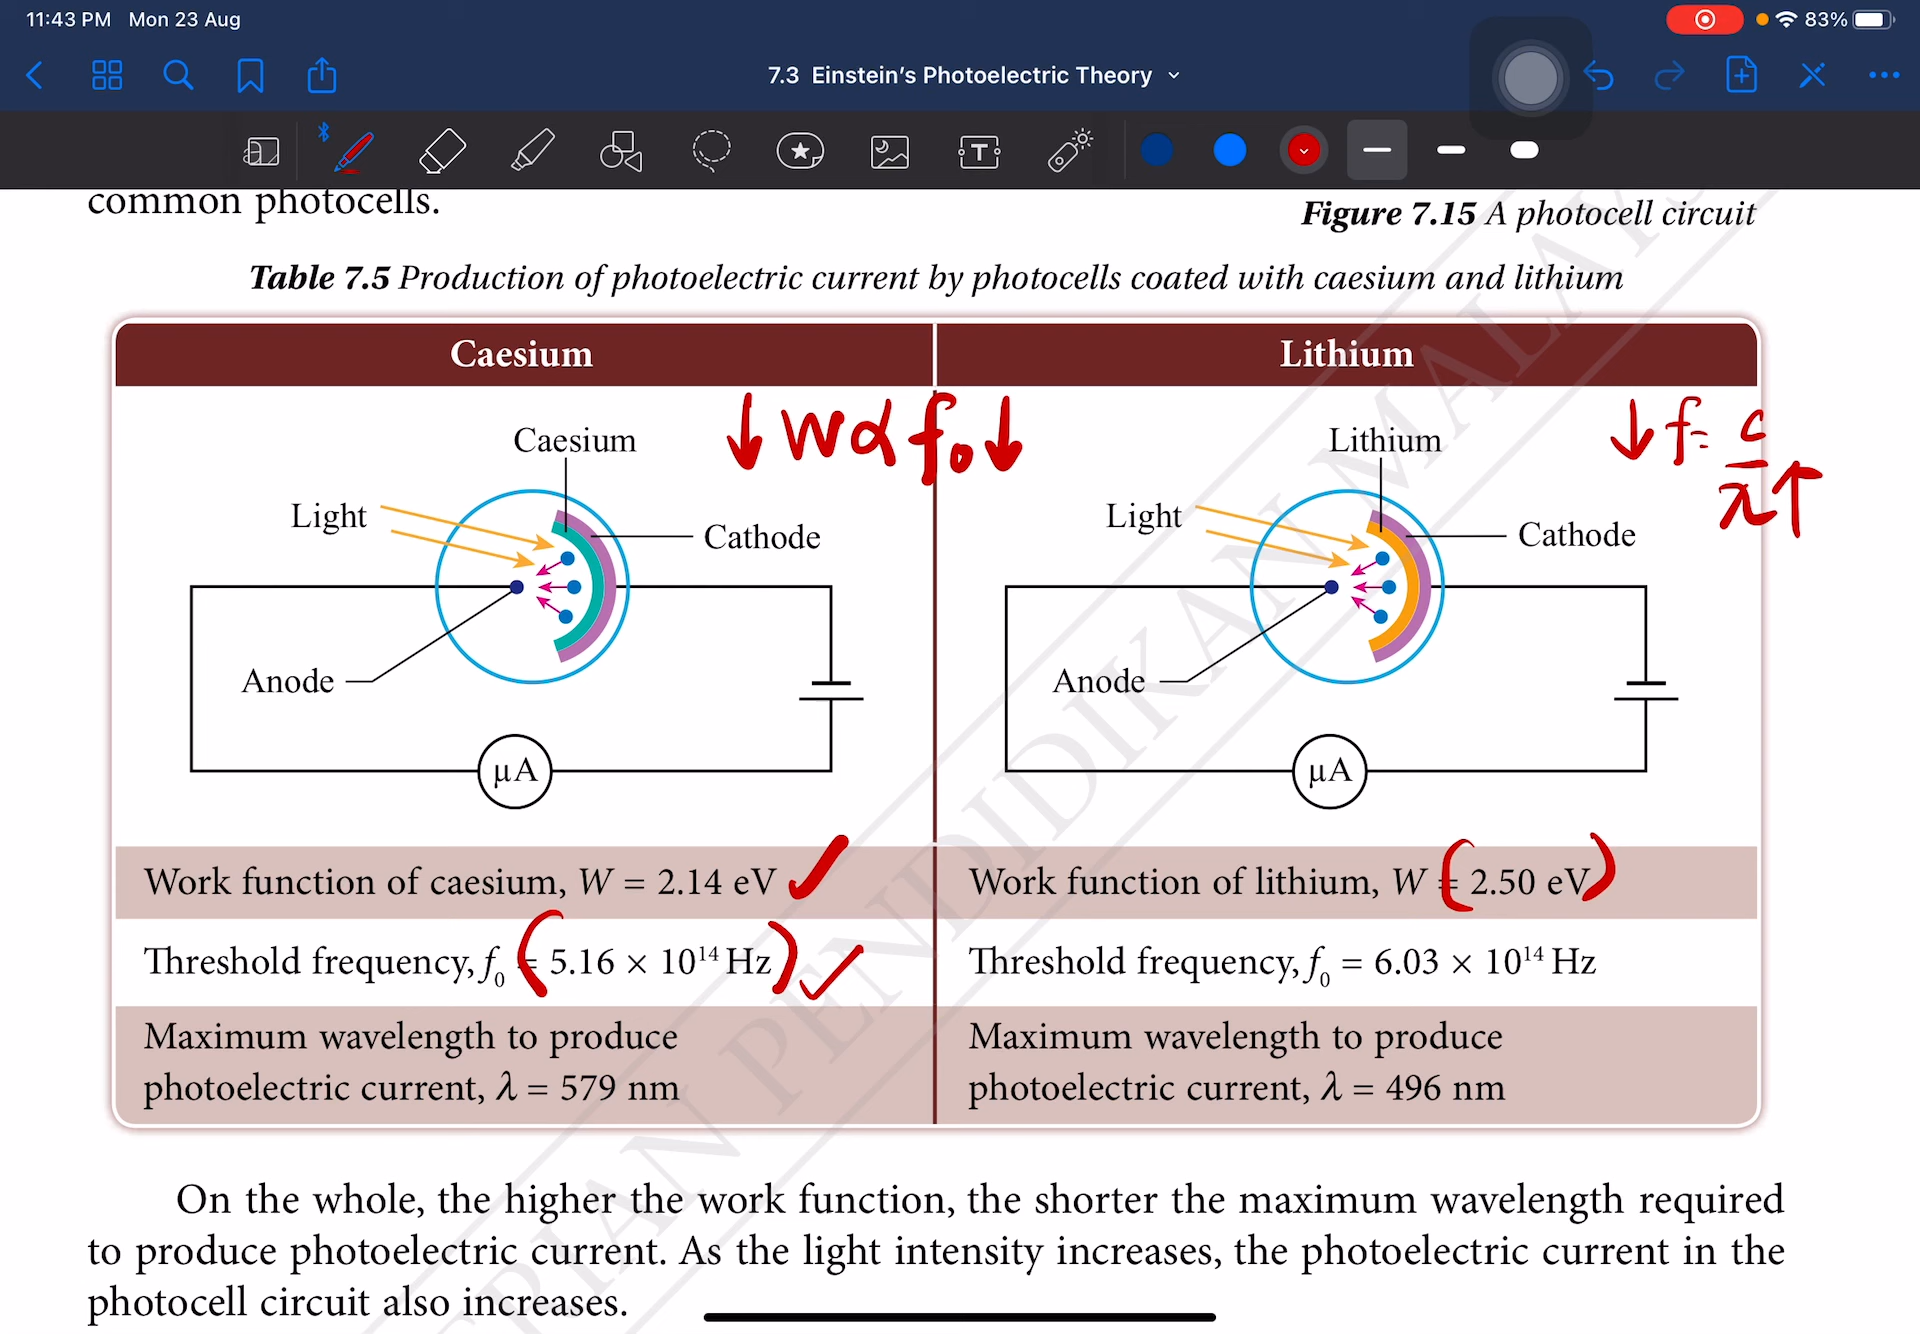 11:43 PM Mon 23 Aug
83%
7.3 Einstein's Photoelectric Theory
common photocells.
Figure 7.15 A photocell circuit
Table 7.5 Production of photoelectric current by photocells coated with caesium and lithium
Caesium
Lithium
↓ W α f₀ ↓
↓ f = c/λ ↑
Caesium
Light
Cathode
Anode
μA
Lithium
Light
Cathode
Anode
μA
Work function of caesium, W = 2.14 eV
Work function of lithium, W = 2.50 eV
Threshold frequency, f₀ = 5.16 × 10¹⁴ Hz
Threshold frequency, f₀ = 6.03 × 10¹⁴ Hz
Maximum wavelength to produce
photoelectric current, λ = 579 nm
Maximum wavelength to produce
photoelectric current, λ = 496 nm
On the whole, the higher the work function, the shorter the maximum wavelength required
to produce photoelectric current. As the light intensity increases, the photoelectric current in the
photocell circuit also increases.